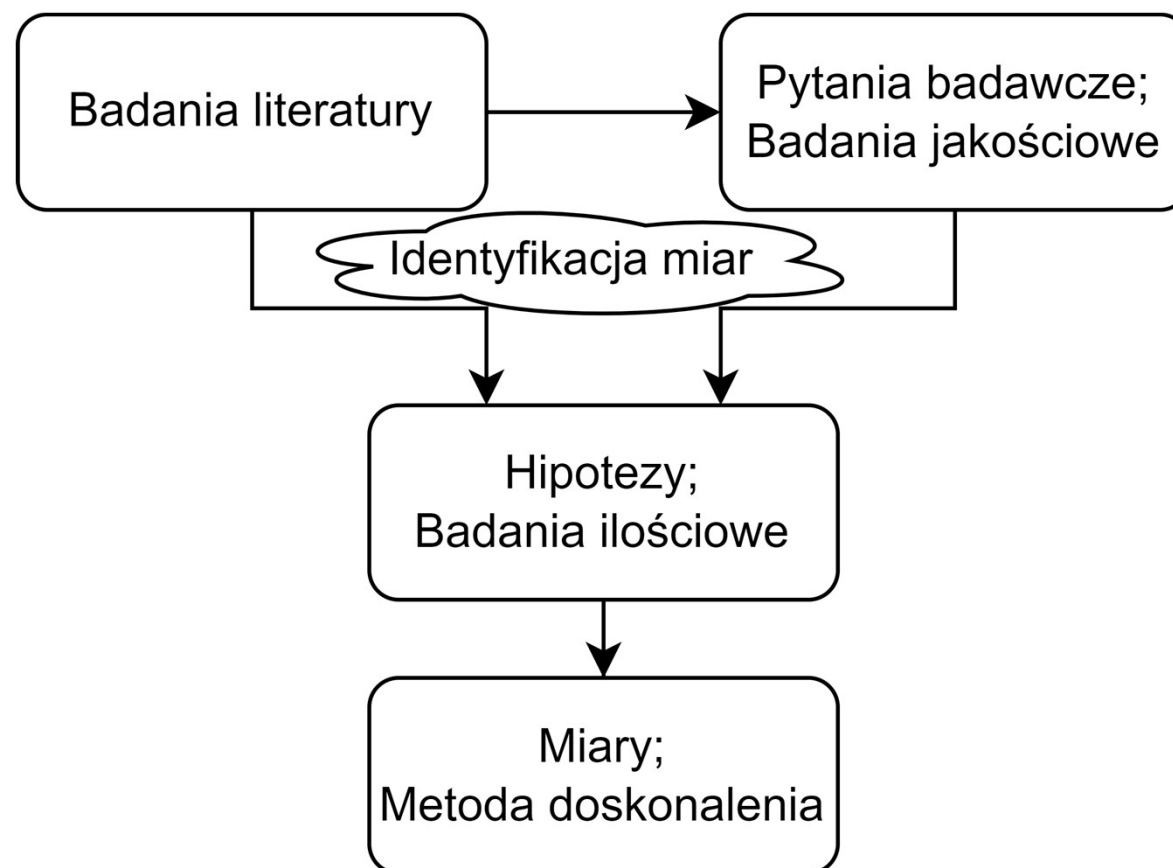 Badania literatury
Pytania badawcze;
Badania jakościowe
Identyfikacja miar
Hipotezy;
Badania ilościowe
Miary;
Metoda doskonalenia